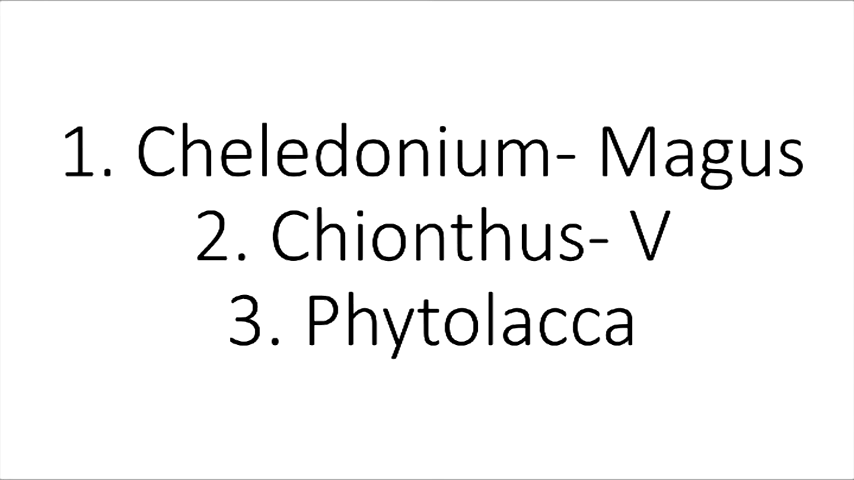 1. Cheledonium- Magus
2. Chionthus- V
3. Phytolacca